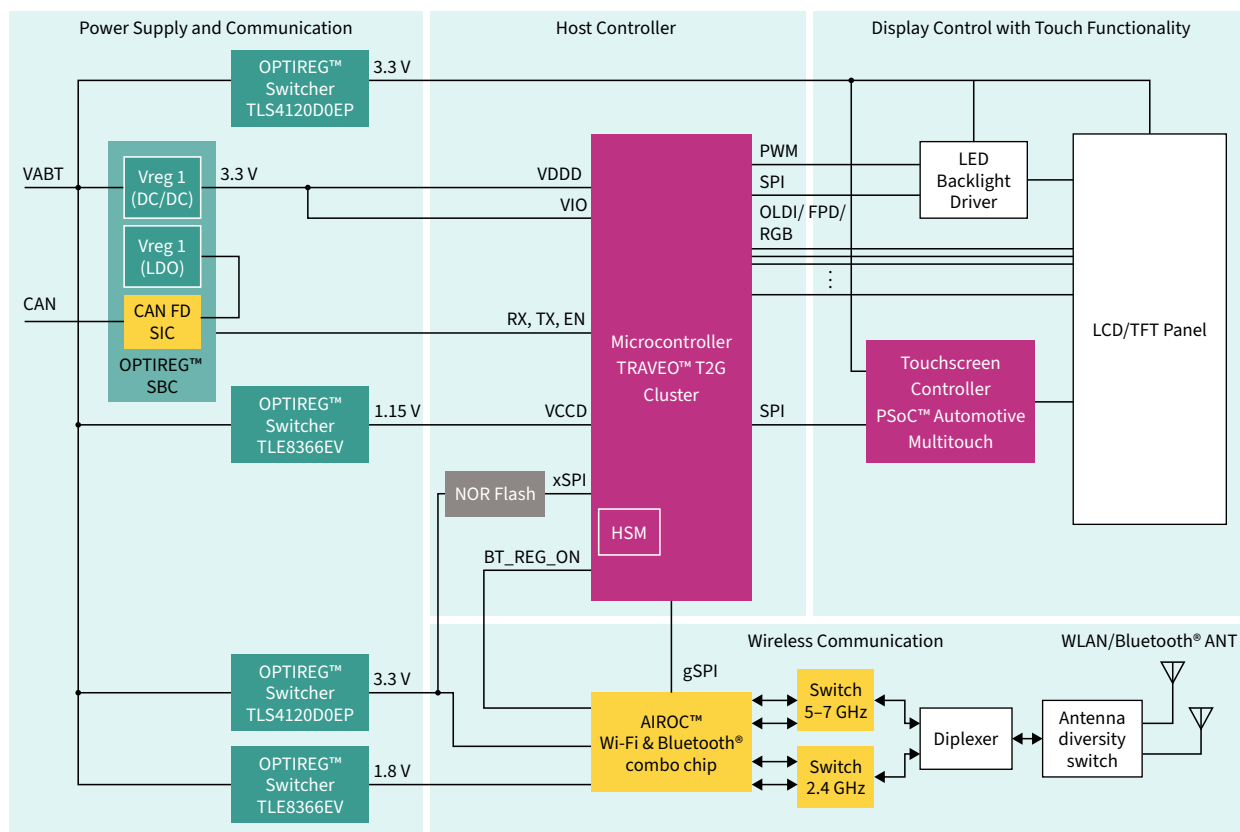 Power Supply and Communication
Host Controller
Display Control with Touch Functionality
OPTIREG™
Switcher
TLS4120D0EP
3.3 V
VABT
Vreg 1
(DC/DC)
3.3 V
VDDD
VIO
Vreg 1
(LDO)
CAN
CAN FD
SIC
RX, TX, EN
OPTIREG™
SBC
OPTIREG™
Switcher
TLE8366EV
1.15 V
VCCD
Microcontroller
TRAVEO™ T2G
Cluster
PWM
SPI
OLDI/ FPD/
RGB
⋮
LED
Backlight
Driver
LCD/TFT Panel
SPI
Touchscreen
Controller
PSoC™ Automotive
Multitouch
NOR Flash
xSPI
HSM
BT_REG_ON
OPTIREG™
Switcher
TLS4120D0EP
3.3 V
OPTIREG™
Switcher
TLE8366EV
1.8 V
Wireless Communication
WLAN/Bluetooth® ANT
gSPI
AIROC™
Wi-Fi & Bluetooth®
combo chip
Switch
5–7 GHz
Switch
2.4 GHz
Diplexer
Antenna
diversity
switch